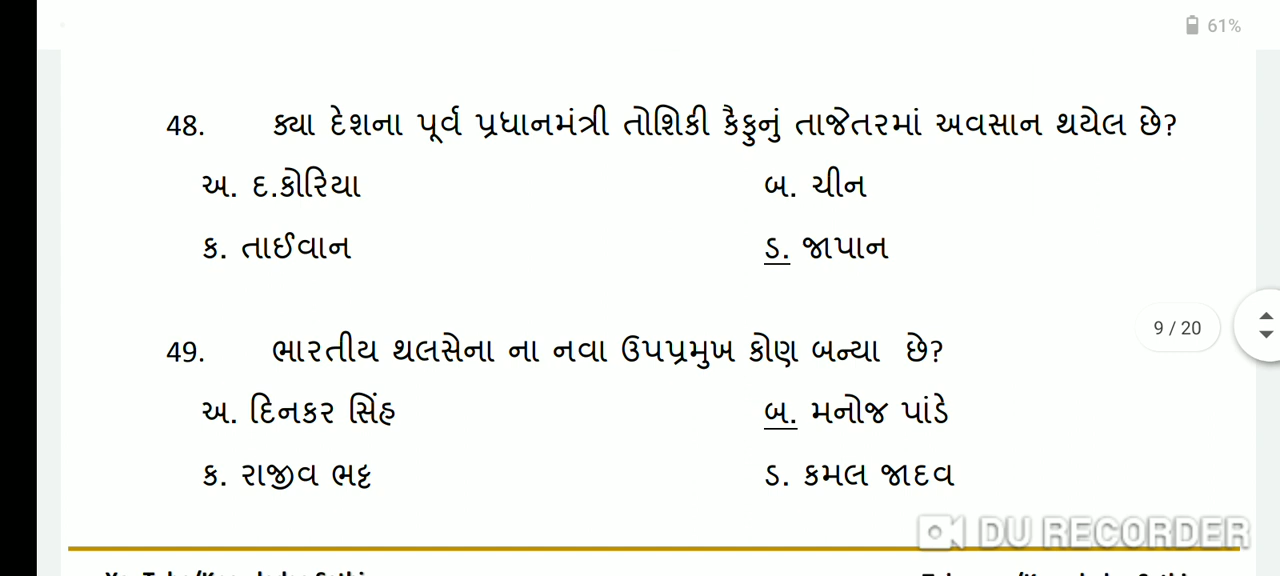 61%
48. ક્યા દેશના પૂર્વ પ્રધાનમંત્રી તોશિકી કૈફુનું તાજેતરમાં અવસાન થયેલ છે?
અ. દ.કોરિયા બ. ચીન
ક. તાઈવાન ડ. જાપાન
9 / 20
49. ભારતીય થલસેના ના નવા ઉપપ્રમુખ કોણ બન્યા છે?
અ. દિનકર સિંહ બ. મનોજ પાંડે
ક. રાજીવ ભટ્ટ ડ. કમલ જાદવ
DU RECORDER